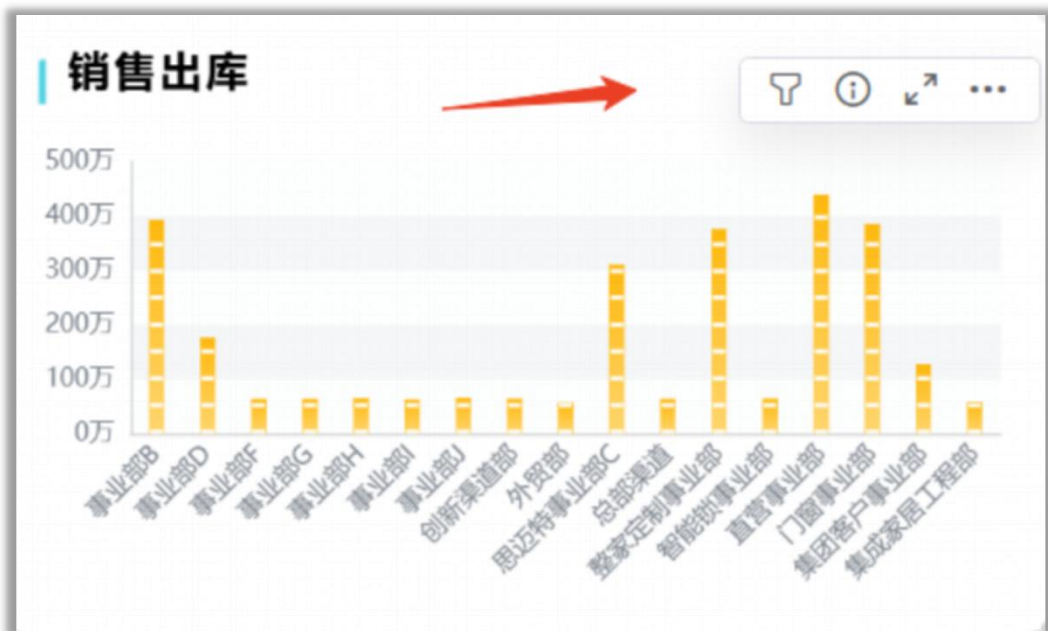 销售出库
500万
400万
300万
200万
100万
0万
事业部B
事业部D
事业部F
事业部G
事业部H
事业部I
事业部J
创新渠道部
外贸部
思迈特事业部C
总部渠道
整家定制事业部
智能锁事业部
直营事业部
门窗事业部
集团客户事业部
集成家居工程部